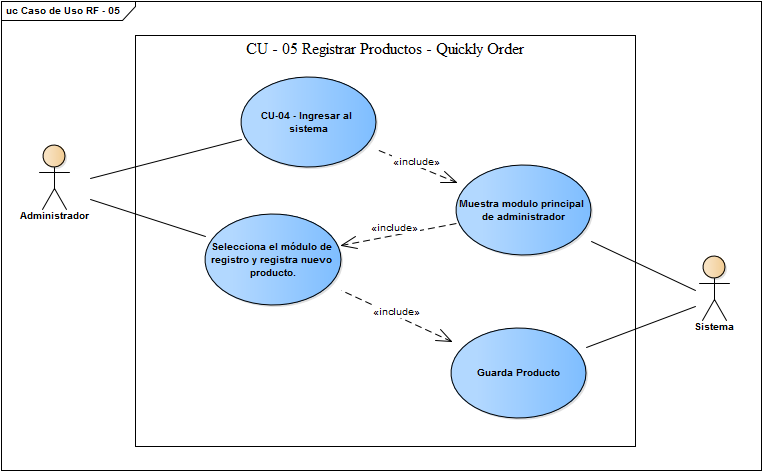 uc Caso de Uso RF - 05
CU - 05 Registrar Productos - Quickly Order
CU-04 - Ingresar al
sistema
«include»
Muestra modulo principal
de administrador
Administrador
«include»
Selecciona el módulo de
registro y registra nuevo
producto.
«include»
Sistema
Guarda Producto